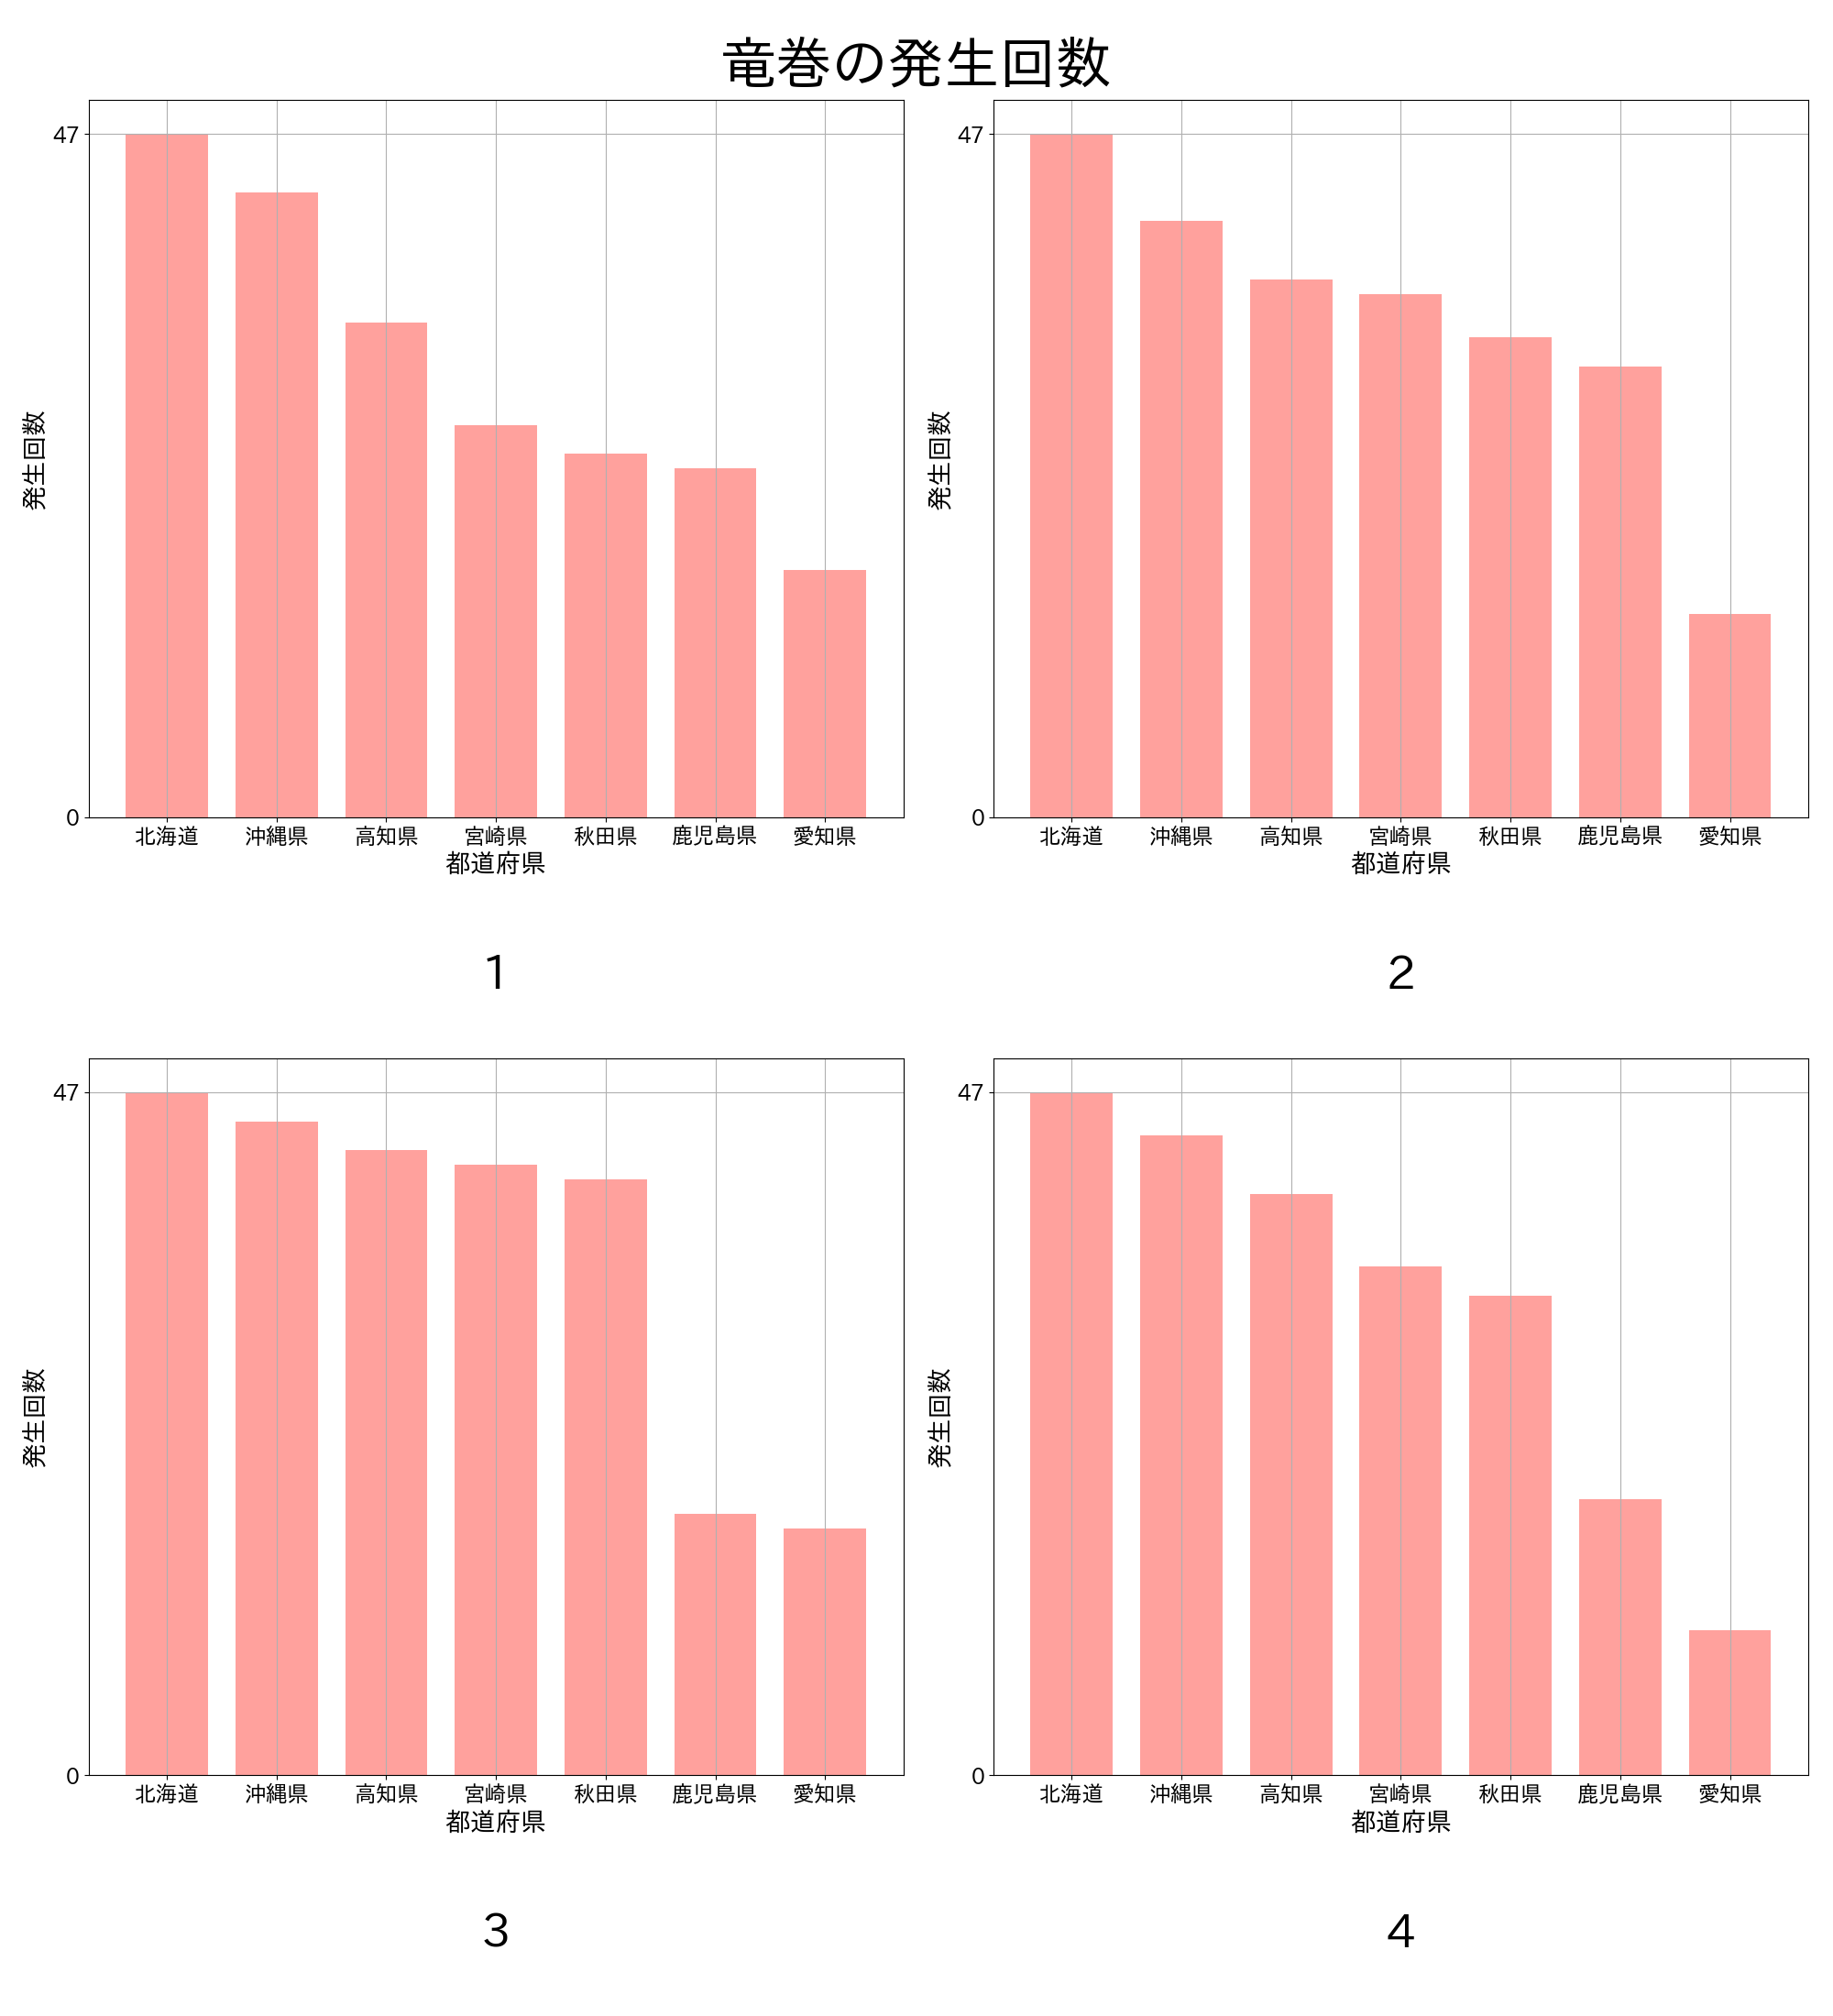 竜巻の発生回数
47
0
発生回数
北海道 沖縄県 高知県 宮崎県 秋田県 鹿児島県 愛知県
都道府県
1
47
0
発生回数
北海道 沖縄県 高知県 宮崎県 秋田県 鹿児島県 愛知県
都道府県
2
47
0
発生回数
北海道 沖縄県 高知県 宮崎県 秋田県 鹿児島県 愛知県
都道府県
3
47
0
発生回数
北海道 沖縄県 高知県 宮崎県 秋田県 鹿児島県 愛知県
都道府県
4